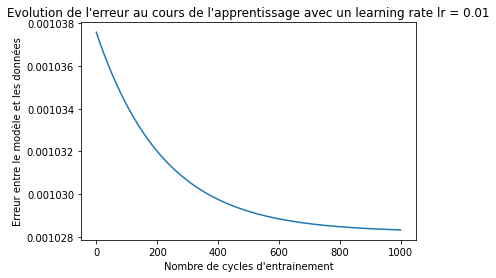 Evolution de l'erreur au cours de l'apprentissage avec un learning rate lr = 0.01
0.001038
0.001036
0.001034
0.001032
0.001030
0.001028
Erreur entre le modèle et les données
0 200 400 600 800 1000
Nombre de cycles d'entrainement